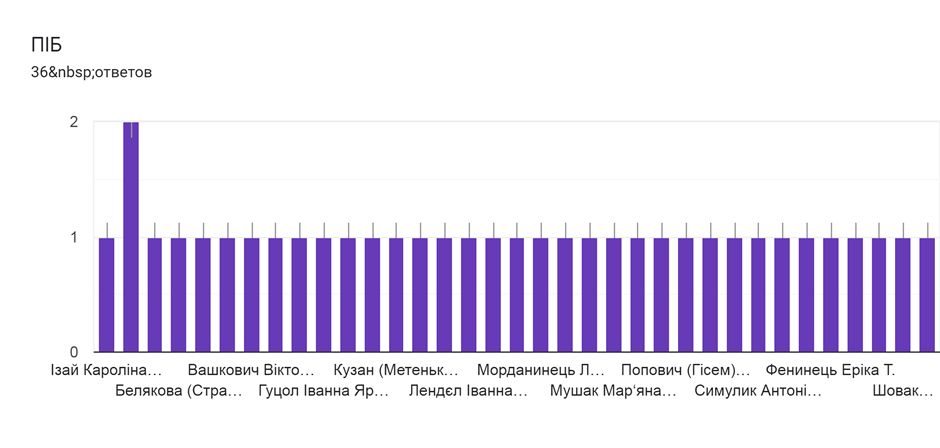 ПІБ
36&nbsp;ответов
2
1
0
Ізай Кароліна…
Вашкович Вікто…
Кузан (Метеньк…
Морданинець Л…
Попович (Гісем)…
Фенинець Еріка Т.
Белякова (Стра…
Гуцол Іванна Яр…
Лендєл Іванна…
Мушак Мар‘яна…
Симулик Антоні…
Шовак…